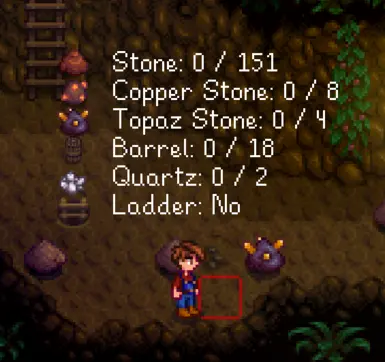 Stone: 0 / 151
Copper Stone: 0 / 8
Topaz Stone: 0 / 4
Barrel: 0 / 18
Quartz: 0 / 2
Ladder: No